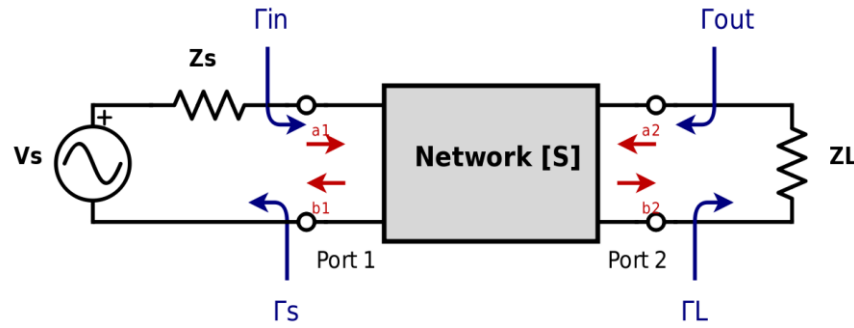 Γin
Γout
Zs
+
a1
a2
Vs
Network [S]
ZL
b1
b2
Port 1
Port 2
Γs
ΓL